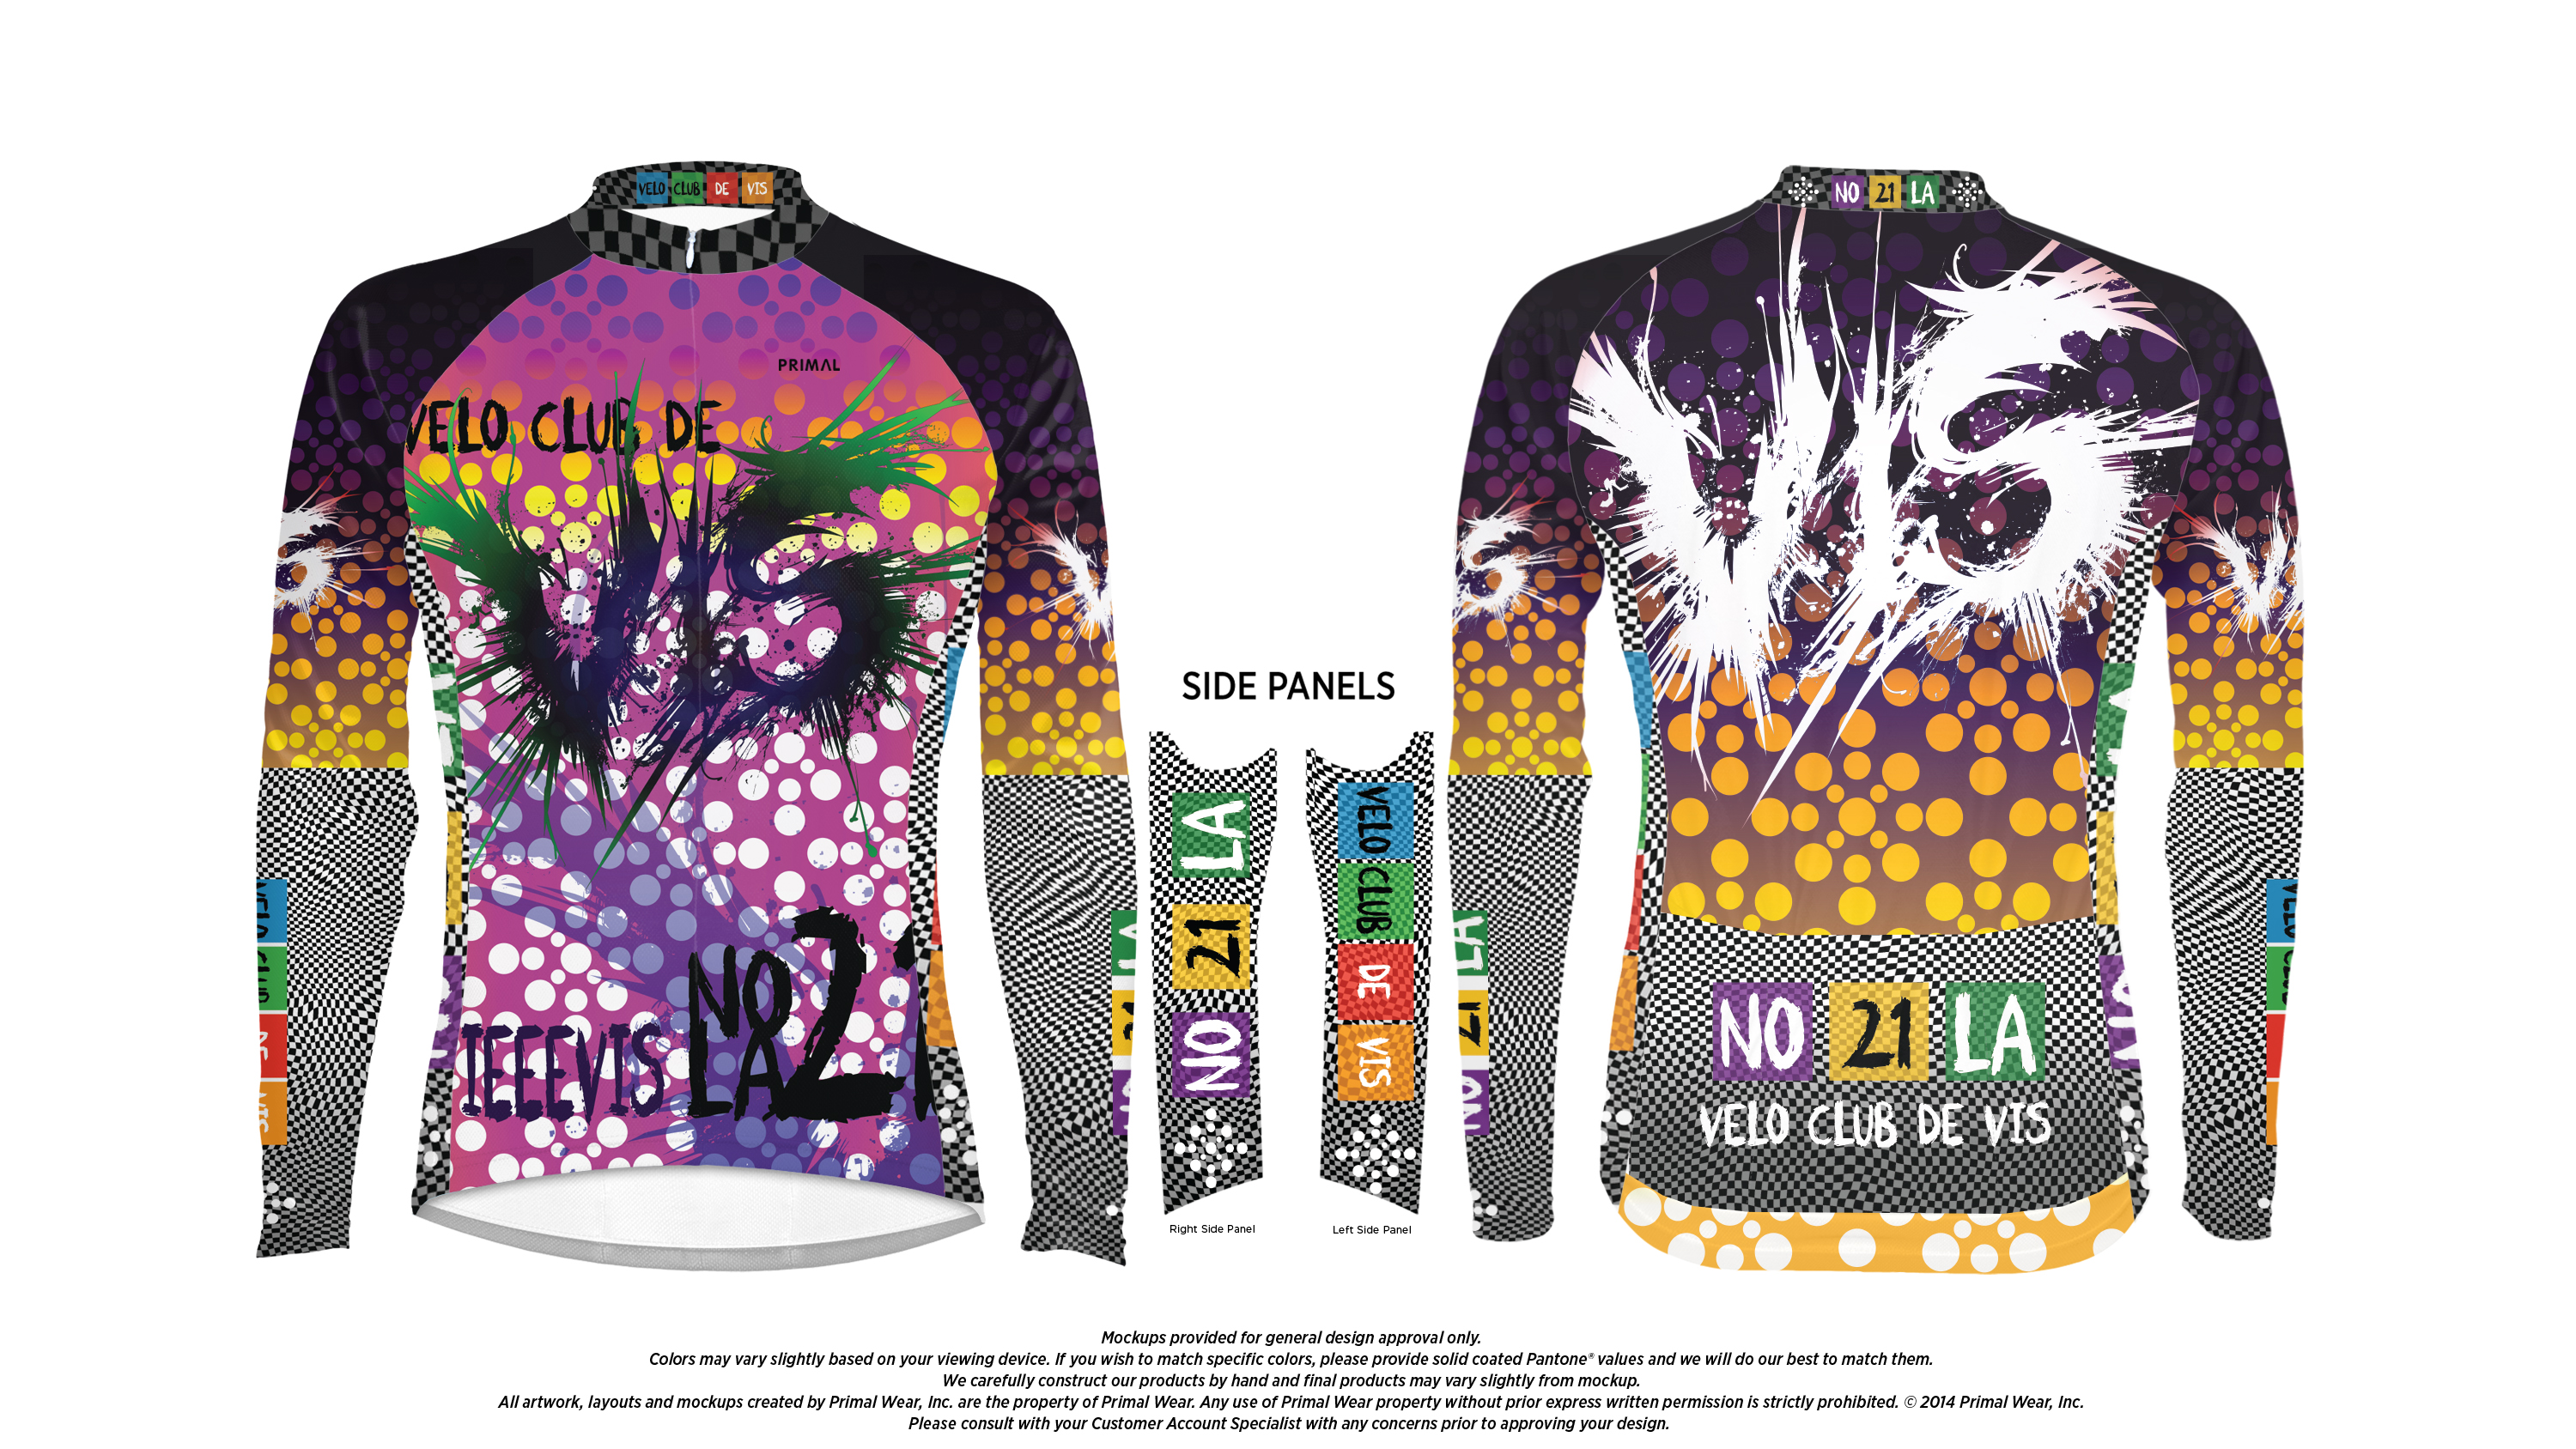 VELO CLUB DE VIS
NO 21 LA
PRIMAL
VELO CLUB DE
VIS
VIS
SIDE PANELS
LA
21
NO
VELO
CLUB
DE
VIS
IEEEVIS
NO
LA
2
NO 21 LA
VELO CLUB DE VIS
Right Side Panel
Left Side Panel
Mockups provided for general design approval only.
Colors may vary slightly based on your viewing device. If you wish to match specific colors, please provide solid coated Pantone® values and we will do our best to match them.
We carefully construct our products by hand and final products may vary slightly from mockup.
All artwork, layouts and mockups created by Primal Wear, Inc. are the property of Primal Wear. Any use of Primal Wear property without prior express written permission is strictly prohibited. © 2014 Primal Wear, Inc.
Please consult with your Customer Account Specialist with any concerns prior to approving your design.